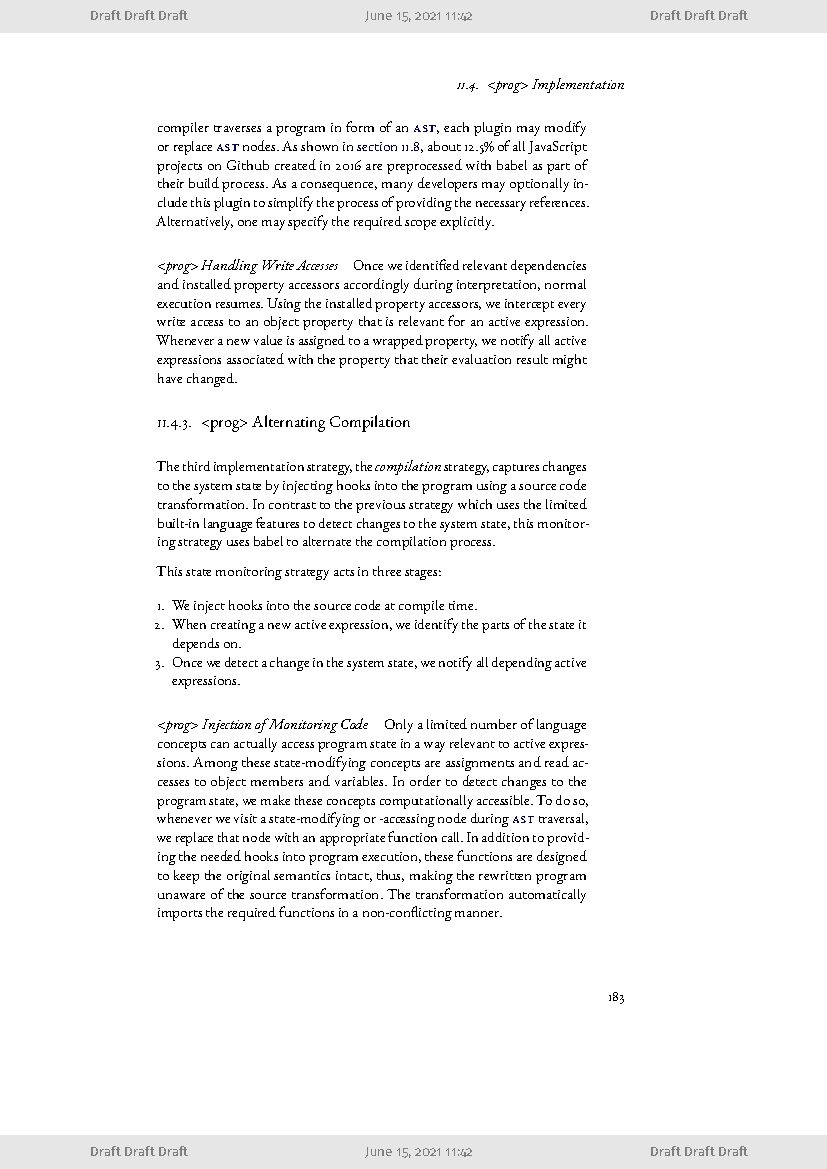 Draft Draft Draft June 15, 2021 11:42 Draft Draft Draft
11.4. <prog> Implementation
compiler traverses a program in form of an AST, each plugin may modify
or replace AST nodes. As shown in section 11.8, about 12.5% of all JavaScript
projects on Github created in 2016 are preprocessed with babel as part of
their build process. As a consequence, many developers may optionally in-
clude this plugin to simplify the process of providing the necessary references.
Alternatively, one may specify the required scope explicitly.
<prog> Handling Write Accesses Once we identified relevant dependencies
and installed property accessors accordingly during interpretation, normal
execution resumes. Using the installed property accessors, we intercept every
write access to an object property that is relevant for an active expression.
Whenever a new value is assigned to a wrapped property, we notify all active
expressions associated with the property that their evaluation result might
have changed.
11.4.3. <prog> Alternating Compilation
The third implementation strategy, the compilation strategy, captures changes
to the system state by injecting hooks into the program using a source code
transformation. In contrast to the previous strategy which uses the limited
built-in language features to detect changes to the system state, this monitor-
ing strategy uses babel to alternate the compilation process.
This state monitoring strategy acts in three stages:
1. We inject hooks into the source code at compile time.
2. When creating a new active expression, we identify the parts of the state it
depends on.
3. Once we detect a change in the system state, we notify all depending active
expressions.
<prog> Injection of Monitoring Code Only a limited number of language
concepts can actually access program state in a way relevant to active expres-
sions. Among these state-modifying concepts are assignments and read ac-
cesses to object members and variables. In order to detect changes to the
program state, we make these concepts computationally accessible. To do so,
whenever we visit a state-modifying or -accessing node during AST traversal,
we replace that node with an appropriate function call. In addition to provid-
ing the needed hooks into program execution, these functions are designed
to keep the original semantics intact, thus, making the rewritten program
unaware of the source transformation. The transformation automatically
imports the required functions in a non-conflicting manner.
183
Draft Draft Draft June 15, 2021 11:42 Draft Draft Draft